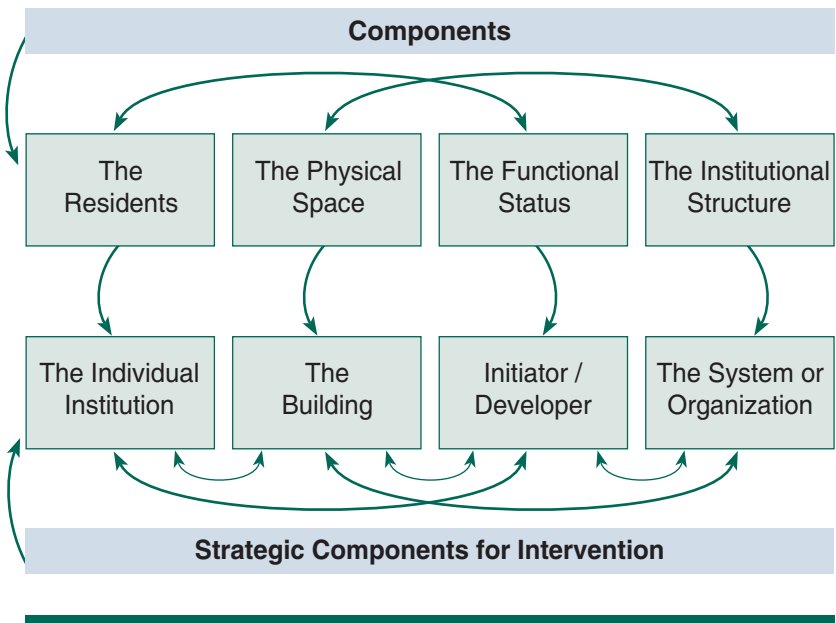 Components
The
Residents
The Physical
Space
The Functional
Status
The Institutional
Structure
The Individual
Institution
The
Building
Initiator /
Developer
The System or
Organization
Strategic Components for Intervention